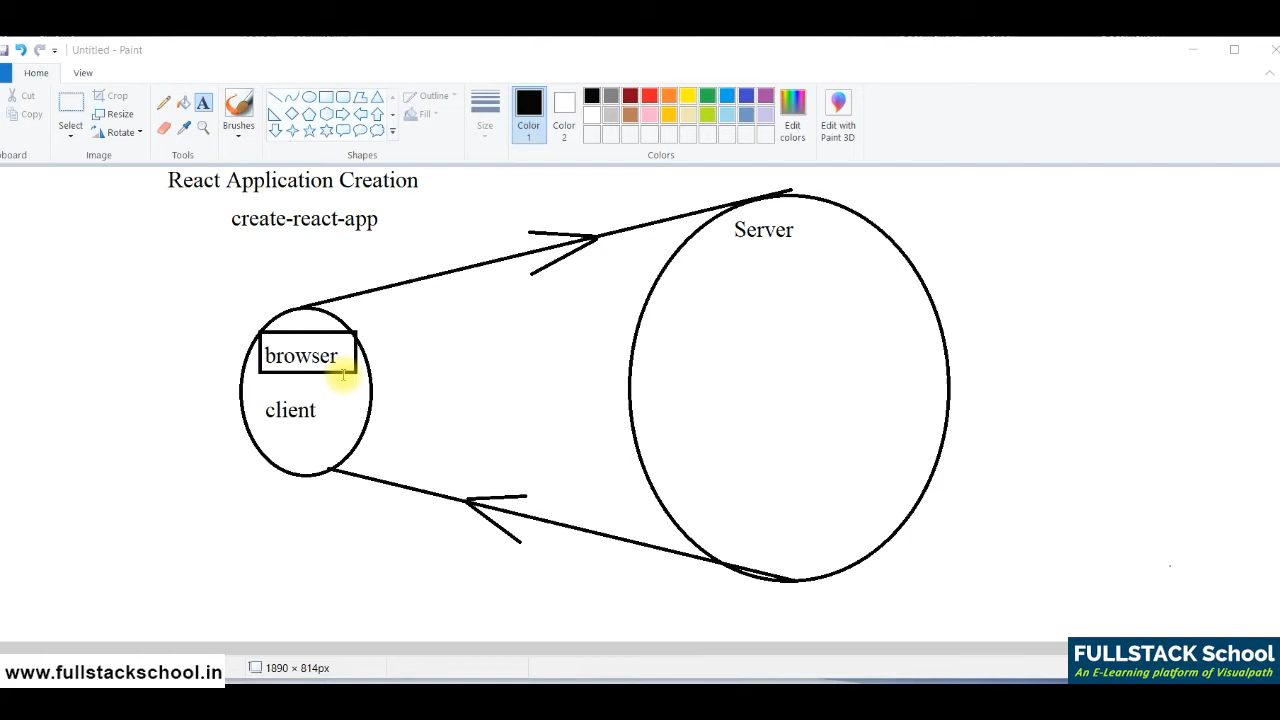 Untitled - Paint
Home
View
Cut
Copy
Crop
Resize
Rotate
Select
Brushes
Outline
Fill
Size
Color
1
Color
2
Edit
colors
Edit with
Paint 3D
board
Image
Tools
Shapes
Colors
React Application Creation
create-react-app
Server
browser
client
FULLSTACK School
An E-Learning platform of Visualpath
www.fullstackschool.in
1890 × 814px